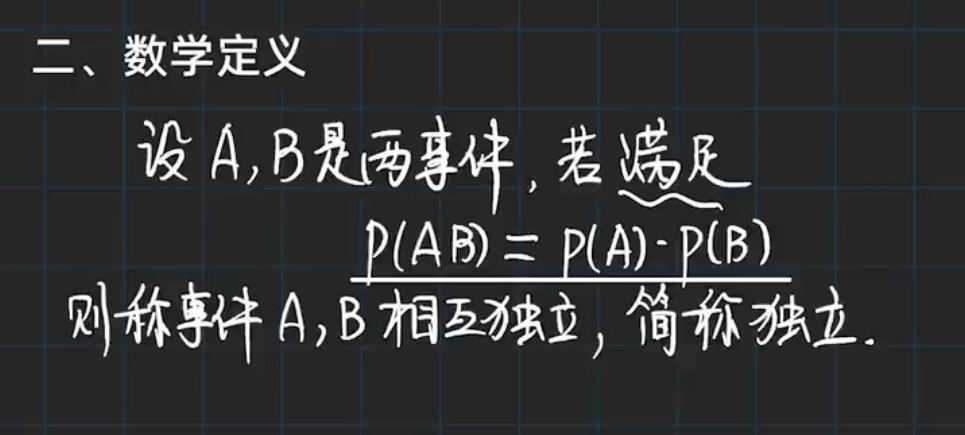 二、数学定义
设 A,B是两事件,若满足
P(AB) = P(A)·P(B)
则称事件 A,B 相互独立,简称独立.